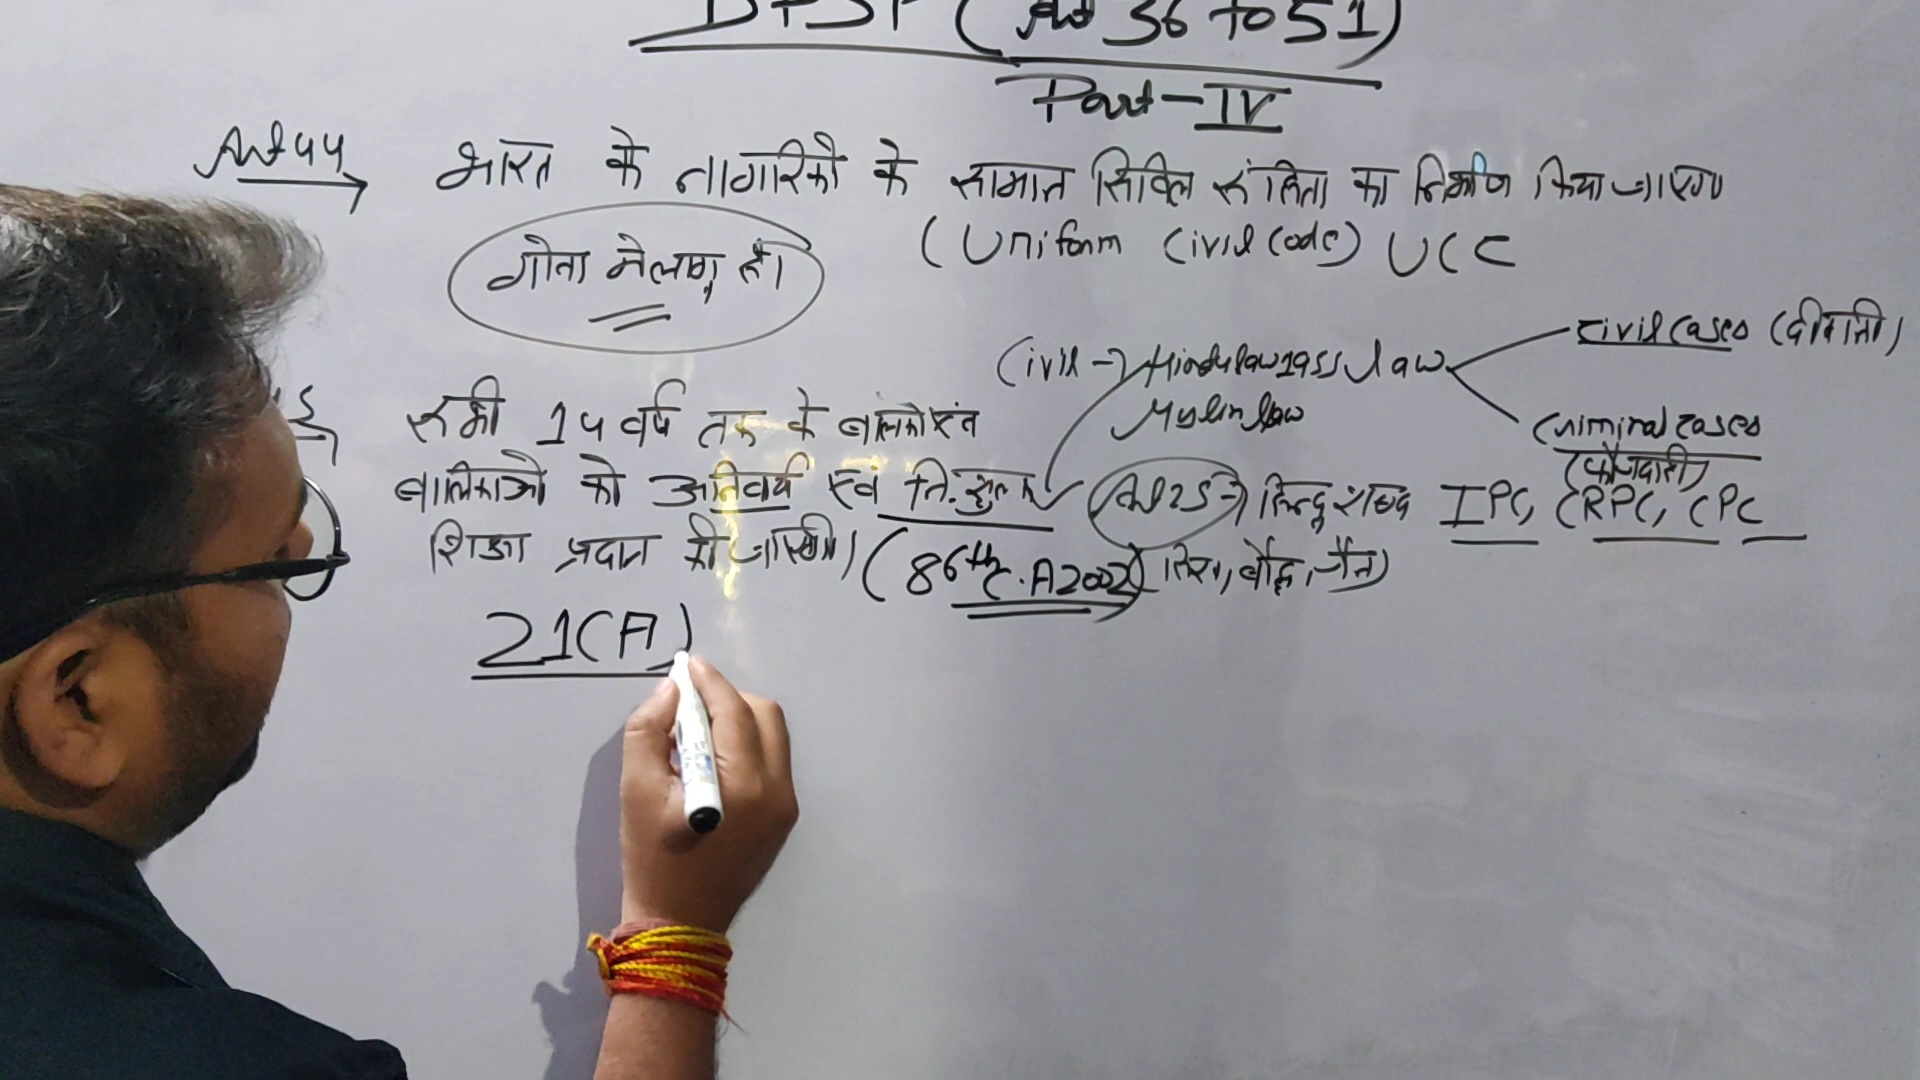 DPSP (Art 36 to 51)
Part-IV
Art 44 → भारत के नागरिको के सामान सिविल संहिता का निर्माण किया जाएगा
(Uniform Civil Code) UCC
गोवा मे लागू है।
Civil → Hindu law 1955
Muslim law
law
Civil Cases (दीवानी)
Criminal cases
(फौजदारी)
IPC, CRPC, CPC
सभी 14 वर्ष तक के बालको एवं
बालिकाओ को अनिवार्य एवं नि.शुल्क
शिक्षा प्रदान की जाएगी। (86th C.A 2002)
Art 25 → हिन्दू शब्द
सिख, बौद्ध, जैन)
21(A)